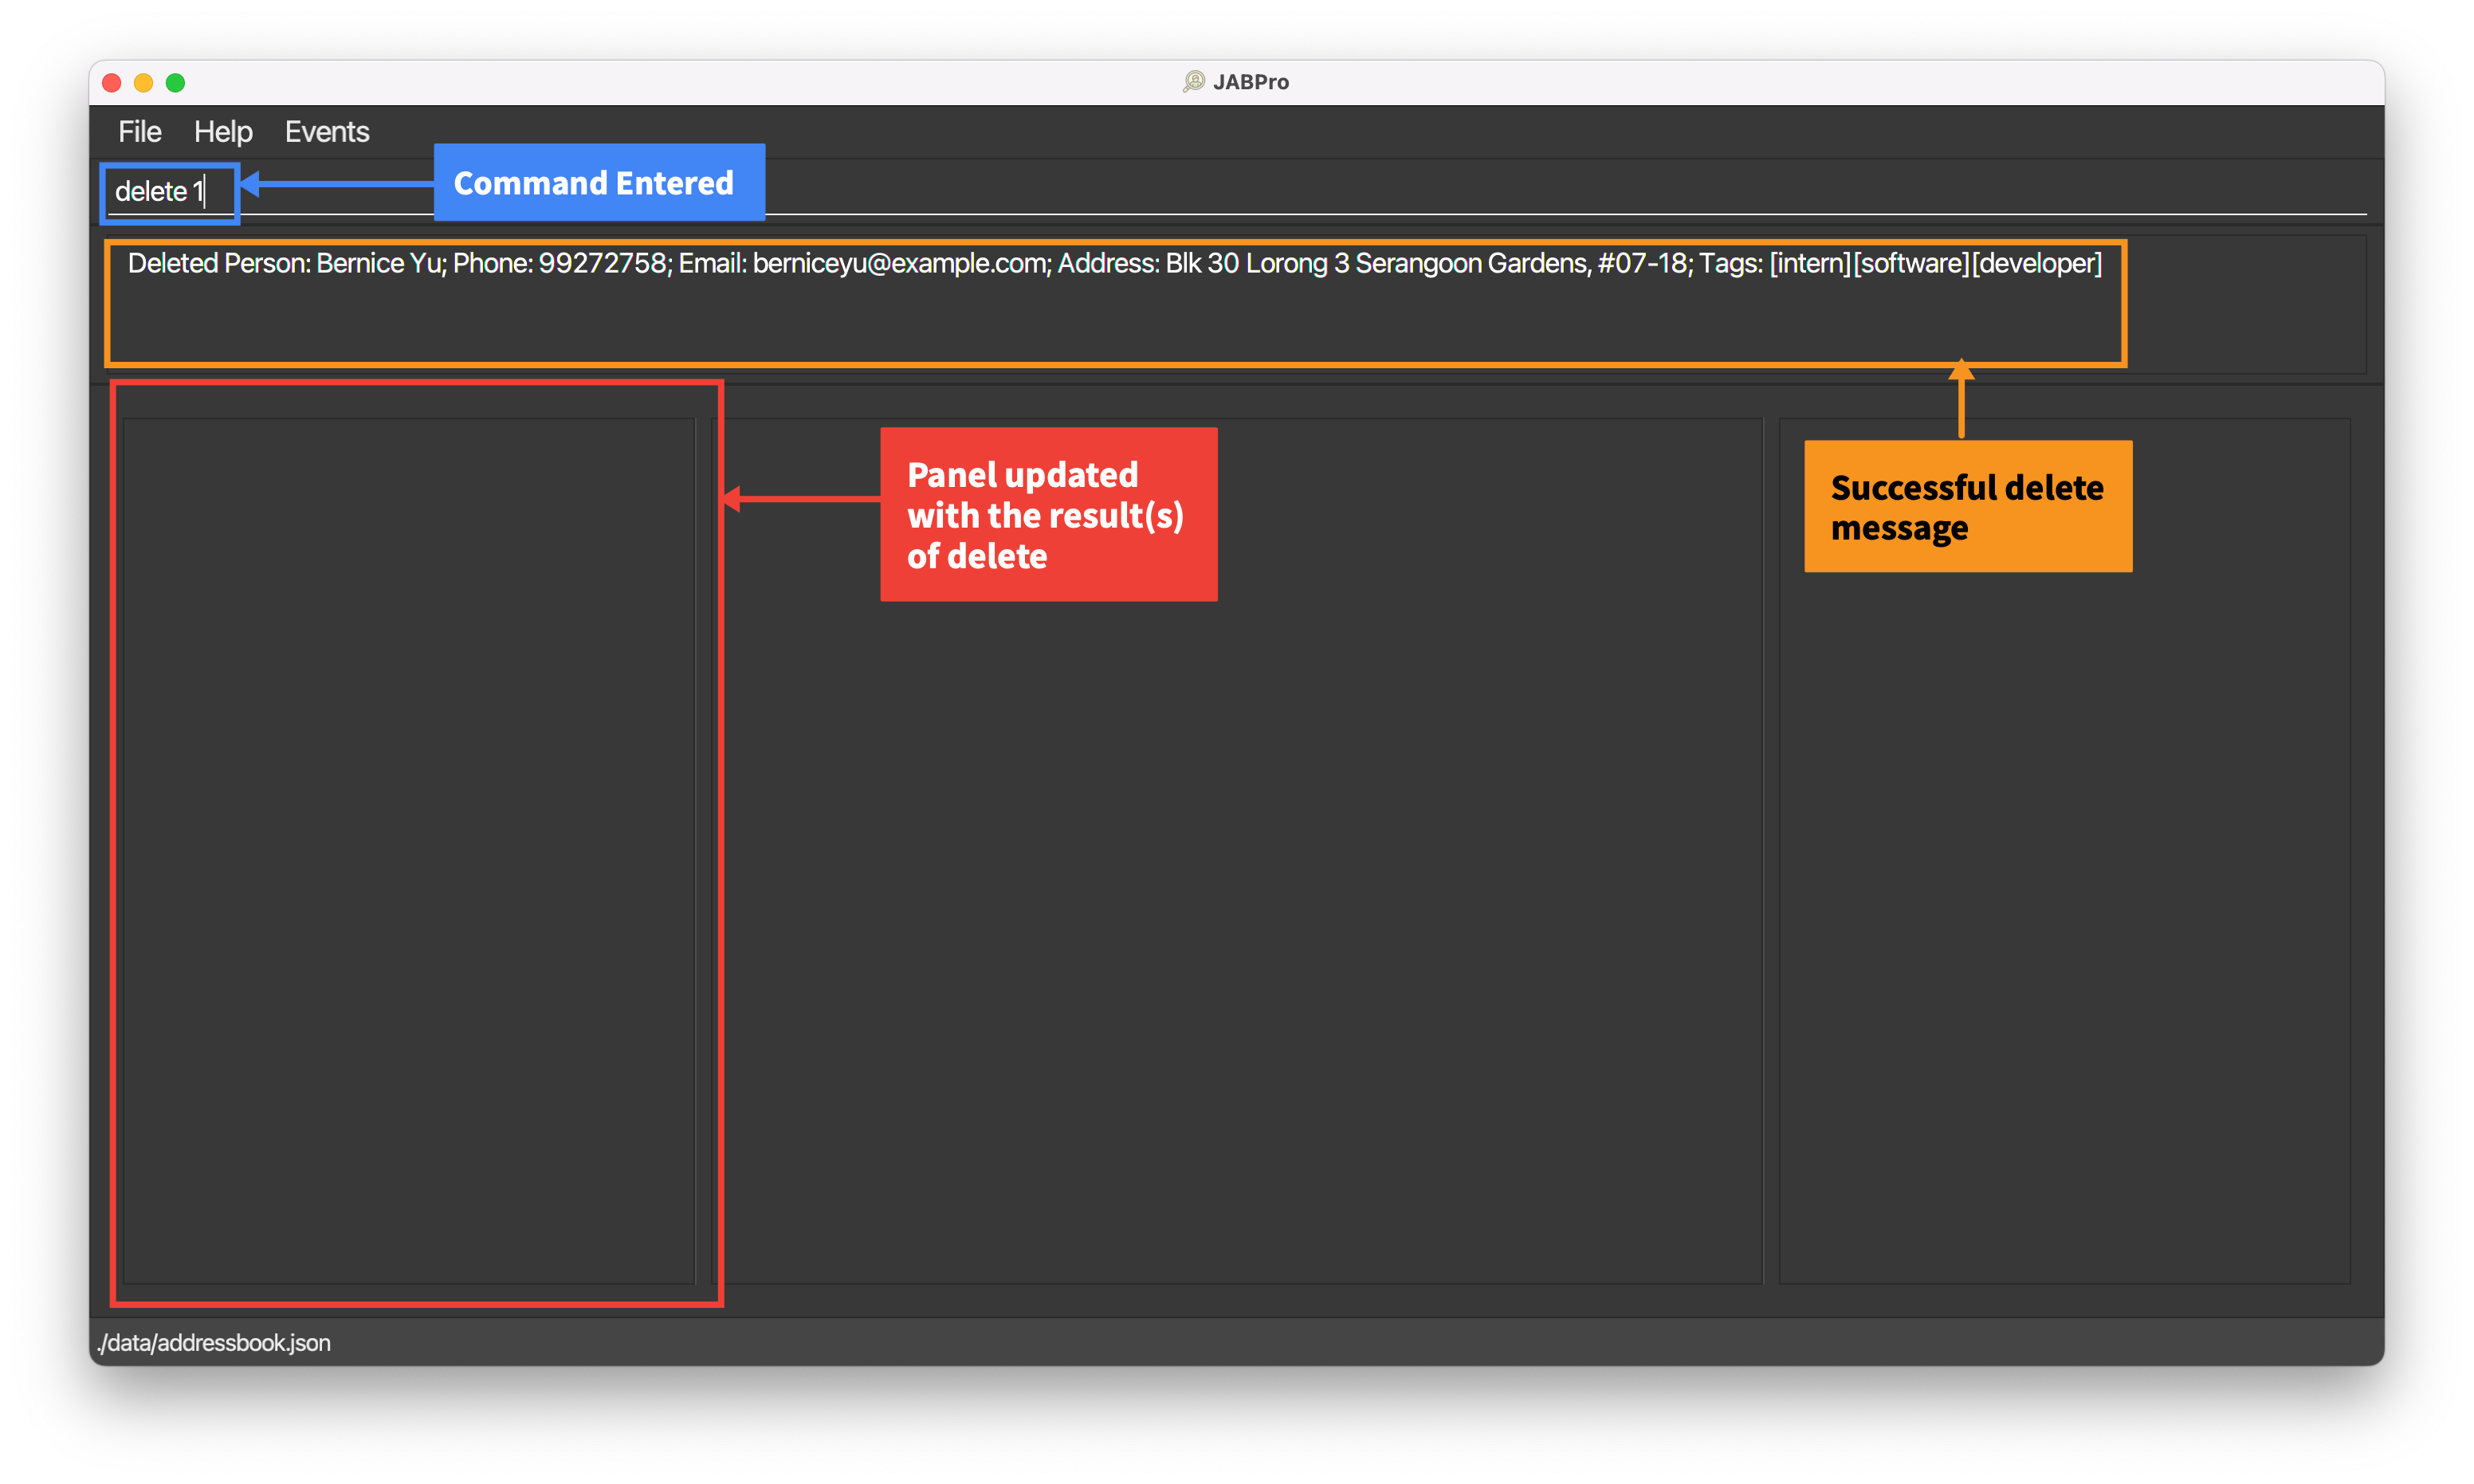 JABPro
File Help Events
delete 1
Command Entered
Deleted Person: Bernice Yu; Phone: 99272758; Email: berniceyu@example.com; Address: Blk 30 Lorong 3 Serangoon Gardens, #07-18; Tags: [intern][software][developer]
Panel updated
with the result(s)
of delete
Successful delete
message
./data/addressbook.json